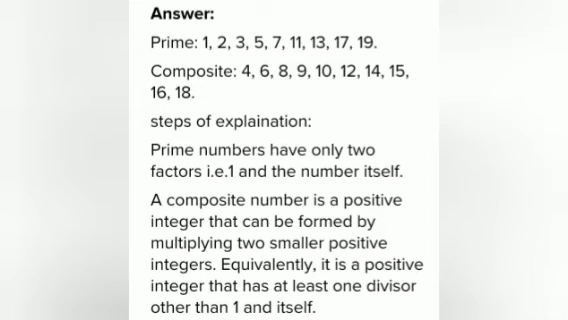 Answer:
Prime: 1, 2, 3, 5, 7, 11, 13, 17, 19.
Composite: 4, 6, 8, 9, 10, 12, 14, 15,
16, 18.
steps of explaination:
Prime numbers have only two
factors i.e.1 and the number itself.
A composite number is a positive
integer that can be formed by
multiplying two smaller positive
integers. Equivalently, it is a positive
integer that has at least one divisor
other than 1 and itself.